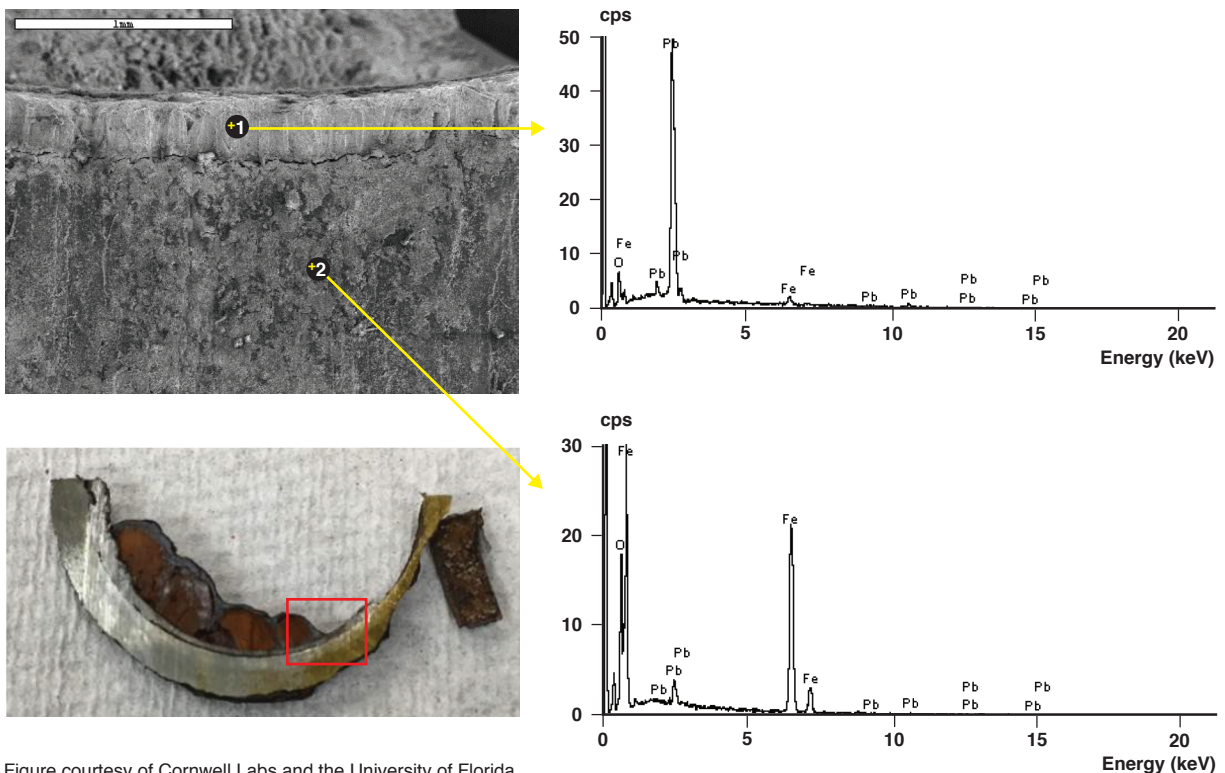 1mm
+1
+2
cps
50
40
30
20
10
0
Pb
Pb
Fe
O
Pb
Fe
Fe
Pb
Pb
Pb
Pb
Pb
Pb
0
5
10
15
20
Energy (keV)
cps
30
20
10
0
Fe
O
Pb
Pb
Pb
Fe
Fe
Pb
Pb
Pb
Pb
Pb
Pb
0
5
10
15
20
Energy (keV)
Figure courtesy of Cornwell Labs and the University of Florida